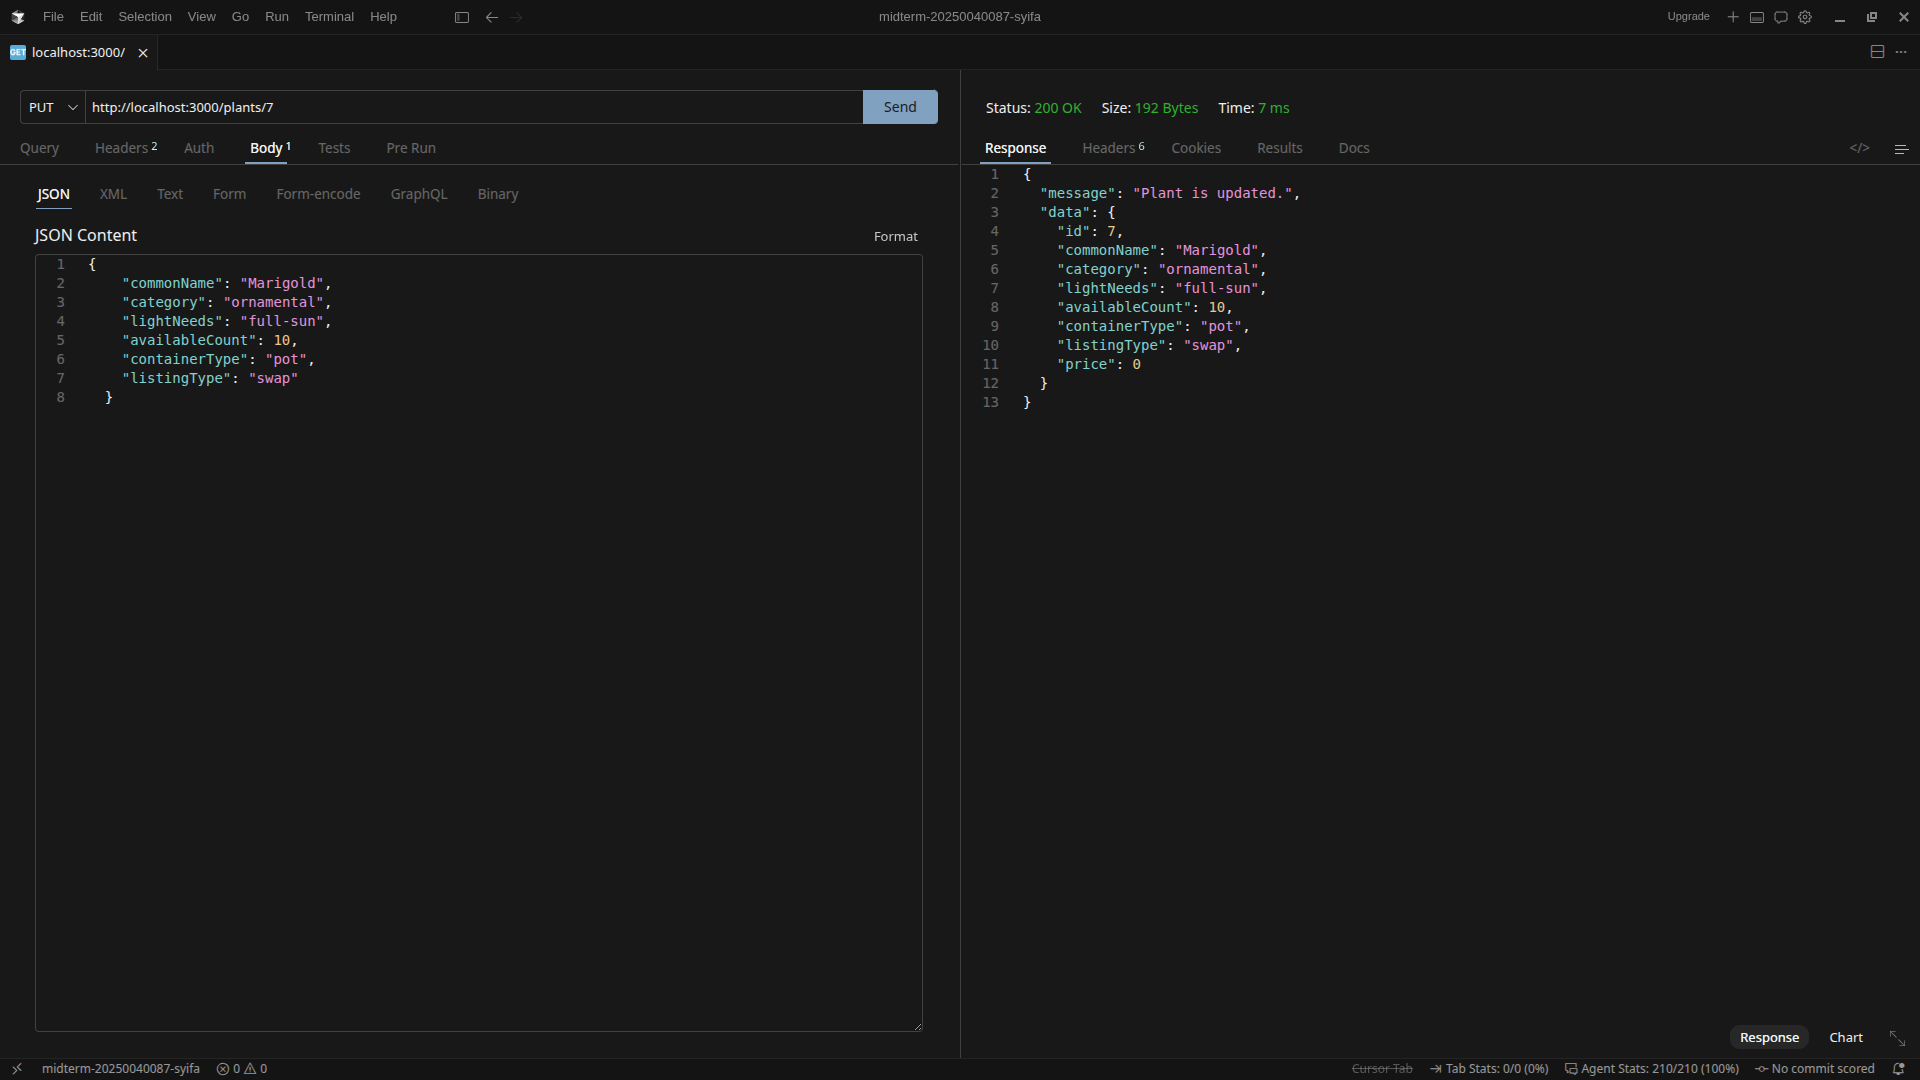 File Edit Selection View Go Run Terminal Help
midterm-20250040087-syifa
Upgrade
GET localhost:3000/
PUT http://localhost:3000/plants/7 Send
Query Headers 2 Auth Body 1 Tests Pre Run
JSON XML Text Form Form-encode GraphQL Binary
JSON Content Format
1 {
2 "commonName": "Marigold",
3 "category": "ornamental",
4 "lightNeeds": "full-sun",
5 "availableCount": 10,
6 "containerType": "pot",
7 "listingType": "swap"
8 }
Status: 200 OK Size: 192 Bytes Time: 7 ms
Response Headers 6 Cookies Results Docs </>
1 {
2 "message": "Plant is updated.",
3 "data": {
4 "id": 7,
5 "commonName": "Marigold",
6 "category": "ornamental",
7 "lightNeeds": "full-sun",
8 "availableCount": 10,
9 "containerType": "pot",
10 "listingType": "swap",
11 "price": 0
12 }
13 }
Response Chart
midterm-20250040087-syifa 0 0
Cursor Tab Tab Stats: 0/0 (0%) Agent Stats: 210/210 (100%) No commit scored